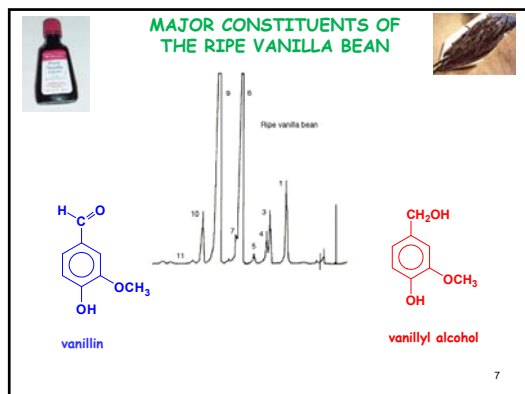 MAJOR CONSTITUENTS OF
THE RIPE VANILLA BEAN
9
6
Ripe vanilla bean
1
10
3
7
4
5
11
H
C
O
OCH3
OH
vanillin
CH2OH
OCH3
OH
vanillyl alcohol
7